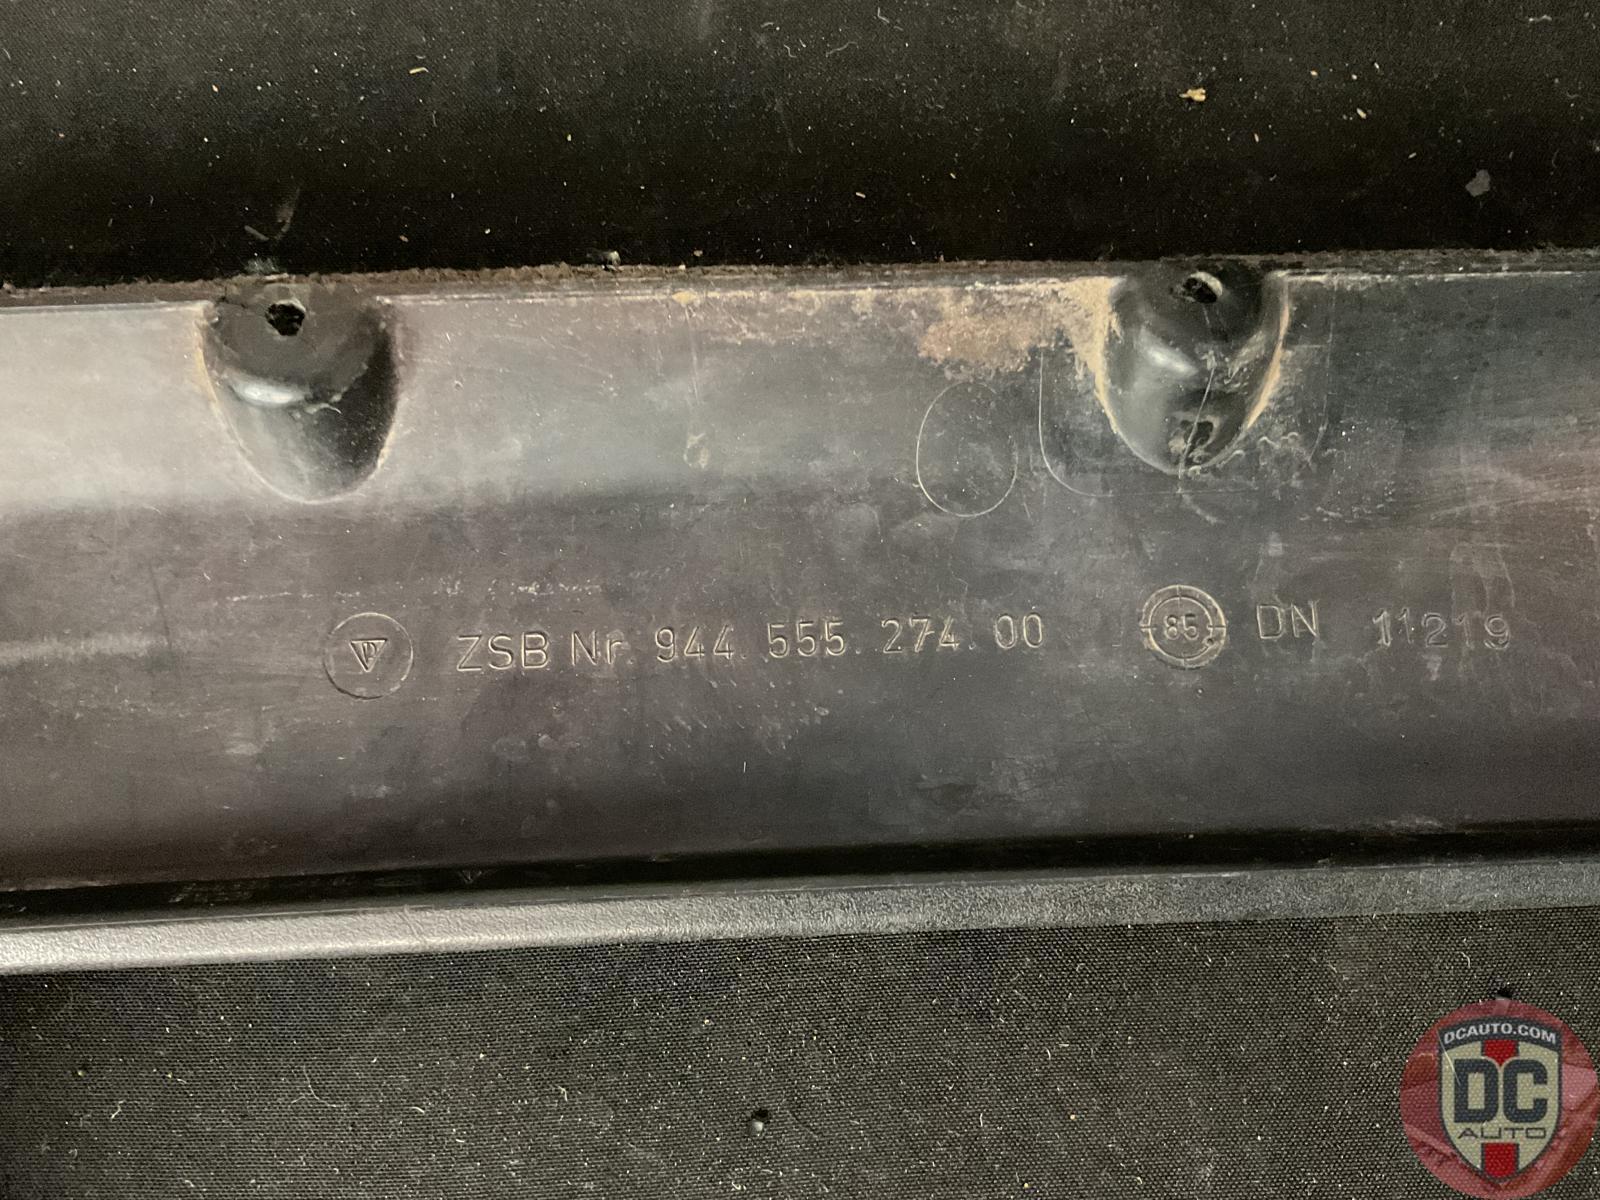 ZSB Nr. 944. 555. 274. 00 85 DN 11219
DCAUTO.COM
DC
AUTO